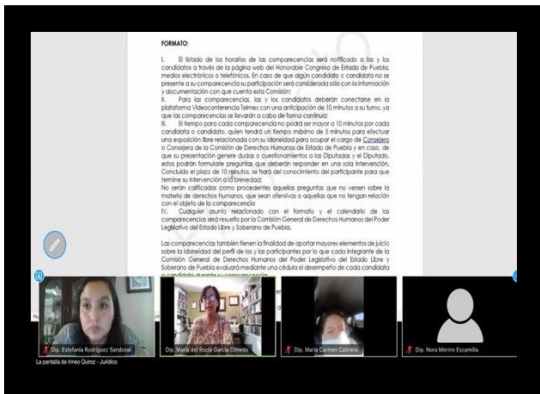 FORMATO:
I. El listado de los horarios de las comparecencias será notificado a las y los
candidatos a través de la página web del Honorable Congreso de Estado de Puebla,
medios electrónicos o telefónicos. En caso de que algún candidato o candidata no se
presente a su comparecencia su participación será considerada sólo con la información
y documentación con que cuenta esta Comisión;
II. Para las comparecencias, las y los candidatos deberán conectarse en la
plataforma Videoconferencia Telmex con una anticipación de 10 minutos a su turno, ya
que las comparecencias se llevarán a cabo de forma continua;
III. El tiempo para cada comparecencia no podrá ser mayor a 10 minutos por cada
candidata o candidato, quien tendrá un tiempo máximo de 5 minutos para efectuar
una exposición libre relacionada con su idoneidad para ocupar el cargo de Consejera
o Consejero de la Comisión de Derechos Humanos de Estado de Puebla y en caso, de
que su presentación genere dudas o cuestionamientos a las Diputadas y el Diputado,
estos podrán formularle preguntas que deberán responder en una sola intervención.
Concluido el plazo de 10 minutos, se hará del conocimiento del participante para que
termine su intervención a la brevedad;
No serán calificadas como procedentes aquellas preguntas que no versen sobre la
materia de derechos humanos, que sean ofensivas o aquellas que no tengan relación
con el objeto de la comparecencia
IV. Cualquier asunto relacionado con el formato y el calendario de las
comparecencias será resuelto por la Comisión General de Derechos Humanos del Poder
Legislativo del Estado Libre y Soberano de Puebla.
Las comparecencias también tienen la finalidad de aportar mayores elementos de juicio
sobre la idoneidad del perfil de los y las participantes por lo que cada integrante de la
Comisión General de Derechos Humanos del Poder Legislativo del Estado Libre y
Soberano de Puebla evaluará mediante una cédula el desempeño de cada candidata
o candidato durante su comparecencia
Dip. Estefanía Rodríguez Sandoval
Dip. María del Rocío García Olmedo
Dip. María Carmen Cabrera
Dip. Nora Merino Escamilla
La pantalla de Irineo Quiroz - Jurídico